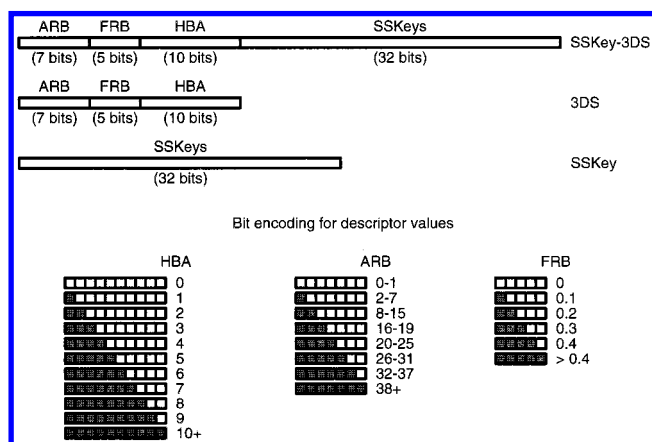 ARB FRB HBA SSKeys
SSKey-3DS
(7 bits) (5 bits) (10 bits) (32 bits)
ARB FRB HBA
3DS
(7 bits) (5 bits) (10 bits)
SSKeys
SSKey
(32 bits)
Bit encoding for descriptor values
HBA
0
1
2
3
4
5
6
7
8
9
10+
ARB
0-1
2-7
8-15
16-19
20-25
26-31
32-37
38+
FRB
0
0.1
0.2
0.3
0.4
> 0.4